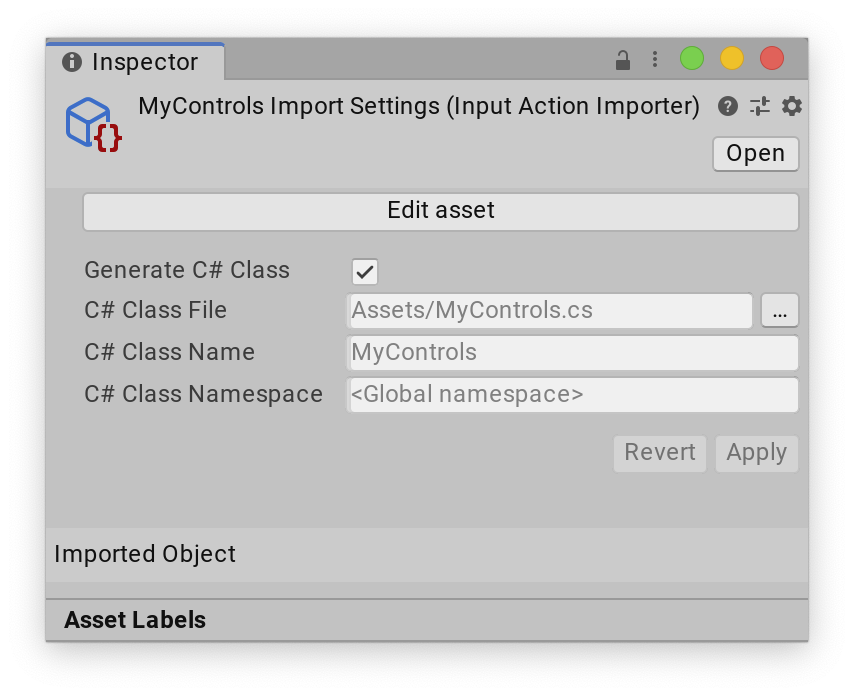 Inspector
MyControls Import Settings (Input Action Importer)
Open
Edit asset
Generate C# Class
C# Class File Assets/MyControls.cs ...
C# Class Name MyControls
C# Class Namespace <Global namespace>
Revert Apply
Imported Object
Asset Labels